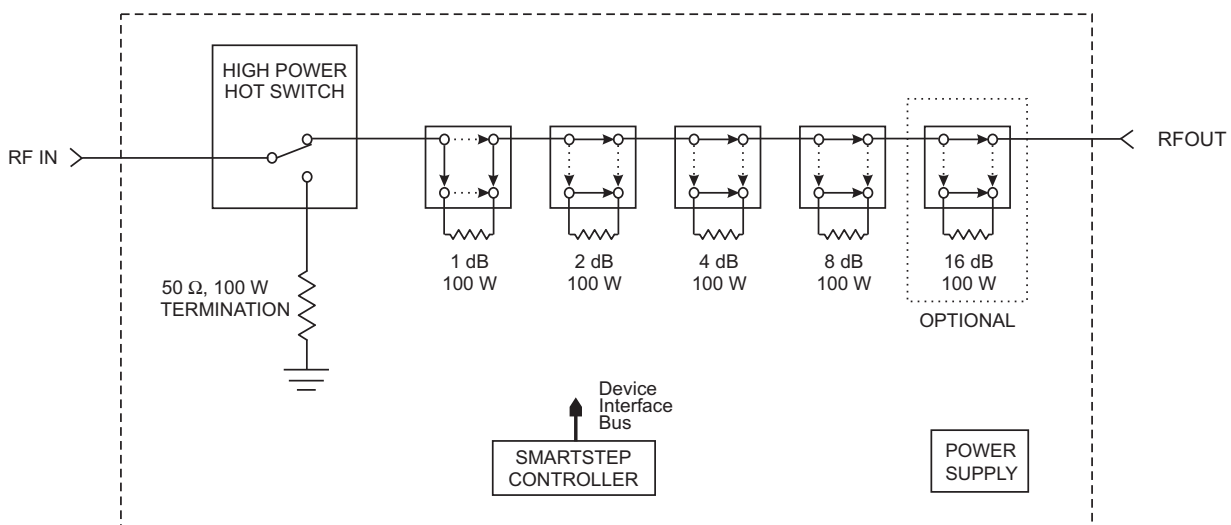 HIGH POWER
HOT SWITCH
RF IN
RFOUT
1 dB
100 W
2 dB
100 W
4 dB
100 W
8 dB
100 W
16 dB
100 W
OPTIONAL
50 Ω, 100 W
TERMINATION
Device
Interface
Bus
SMARTSTEP
CONTROLLER
POWER
SUPPLY